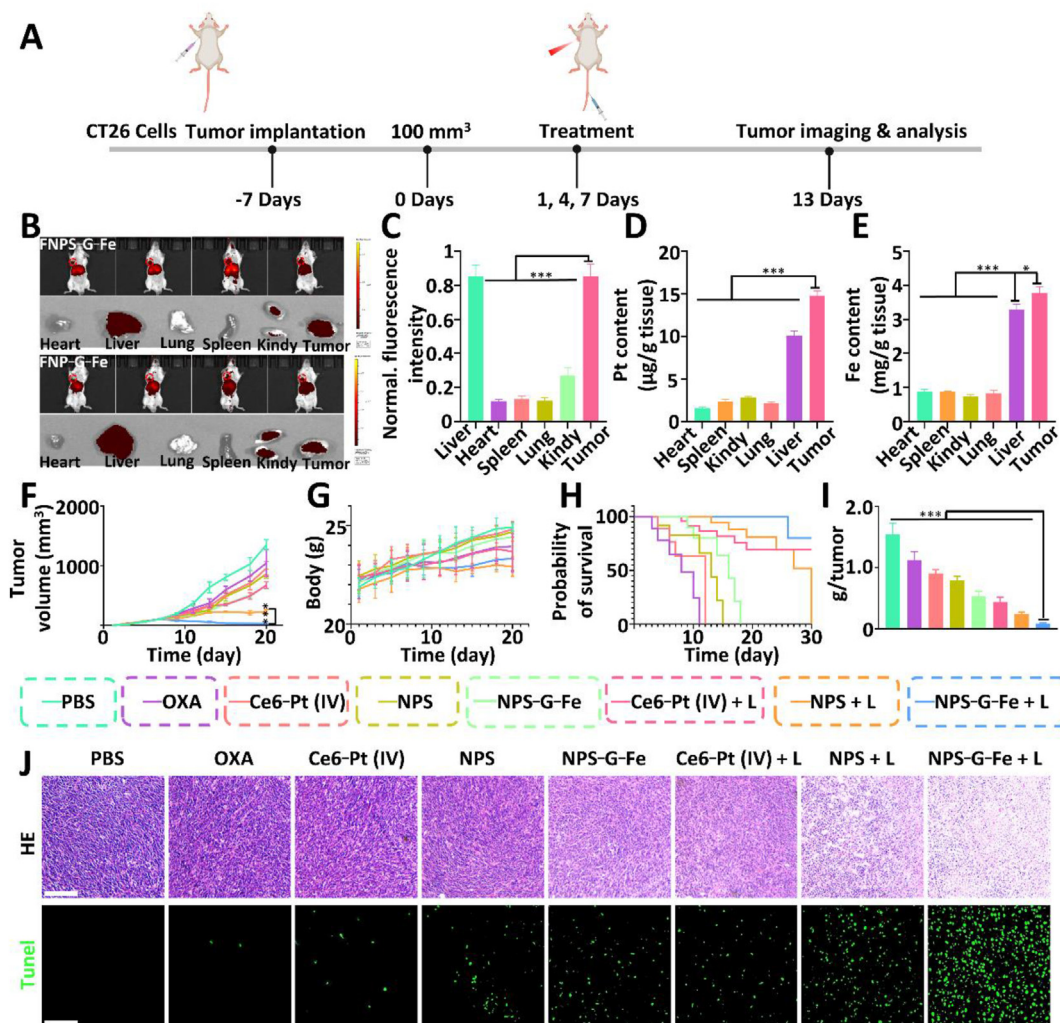 A
CT26 Cells Tumor implantation 100 mm³ Treatment Tumor imaging & analysis
-7 Days 0 Days 1, 4, 7 Days 13 Days
B
FNPS-G-Fe
Heart Liver Lung Spleen Kindy Tumor
FNP-G-Fe
Heart Liver Lung Spleen Kindy Tumor
C
Normal. fluorescence
intensity
1
0.8
0.6
0.4
0.2
0
***
Liver
Heart
Spleen
Lung
Kindy
Tumor
D
Pt content
(μg/g tissue)
20
15
10
5
0
***
Heart
Spleen
Kindy
Lung
Liver
Tumor
E
Fe content
(mg/g tissue)
6
5
4
3
2
1
0
*** *
Heart
Spleen
Kindy
Lung
Liver
Tumor
F
Tumor
volume (mm³)
2000
1000
***
0 10 20
Time (day)
G
Body (g)
25
20
0 5 10 15 20
Time (day)
H
Probability
of survival
100
50
0
0 10 20 30
Time (day)
I
g/tumor
2.0
1.0
0
***
PBS OXA Ce6-Pt (IV) NPS NPS-G-Fe Ce6-Pt (IV) + L NPS + L NPS-G-Fe + L
J
PBS OXA Ce6-Pt (IV) NPS NPS-G-Fe Ce6-Pt (IV) + L NPS + L NPS-G-Fe + L
HE
Tunel